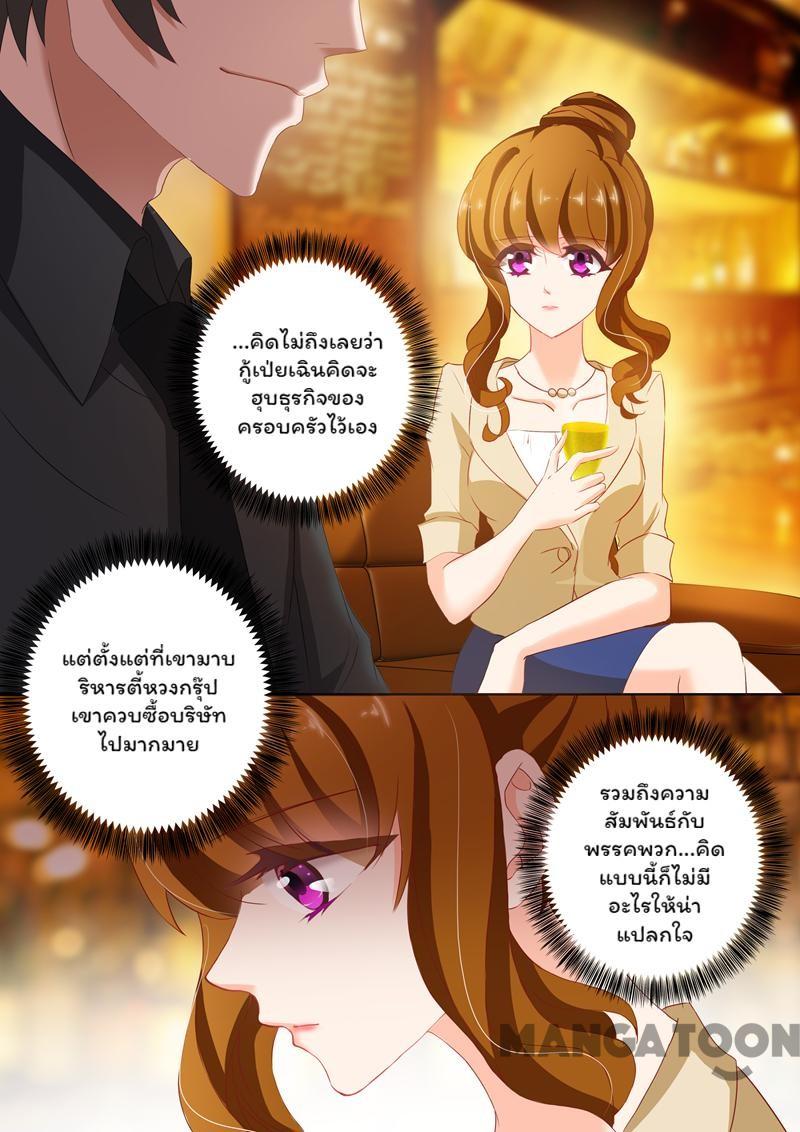 ...คิดไม่ถึงเลยว่า
กู้เป่ยเฉินคิดจะ
ฮุบธุรกิจของ
ครอบครัวไว้เอง
แต่ตั้งแต่ที่เขามาบ
ริหารตี้หวงกรุ๊ป
เขาควบซื้อบริษัท
ไปมากมาย
รวมถึงความ
สัมพันธ์กับ
พรรคพวก...คิด
แบบนี้ก็ไม่มี
อะไรให้น่า
แปลกใจ
MANGATOON